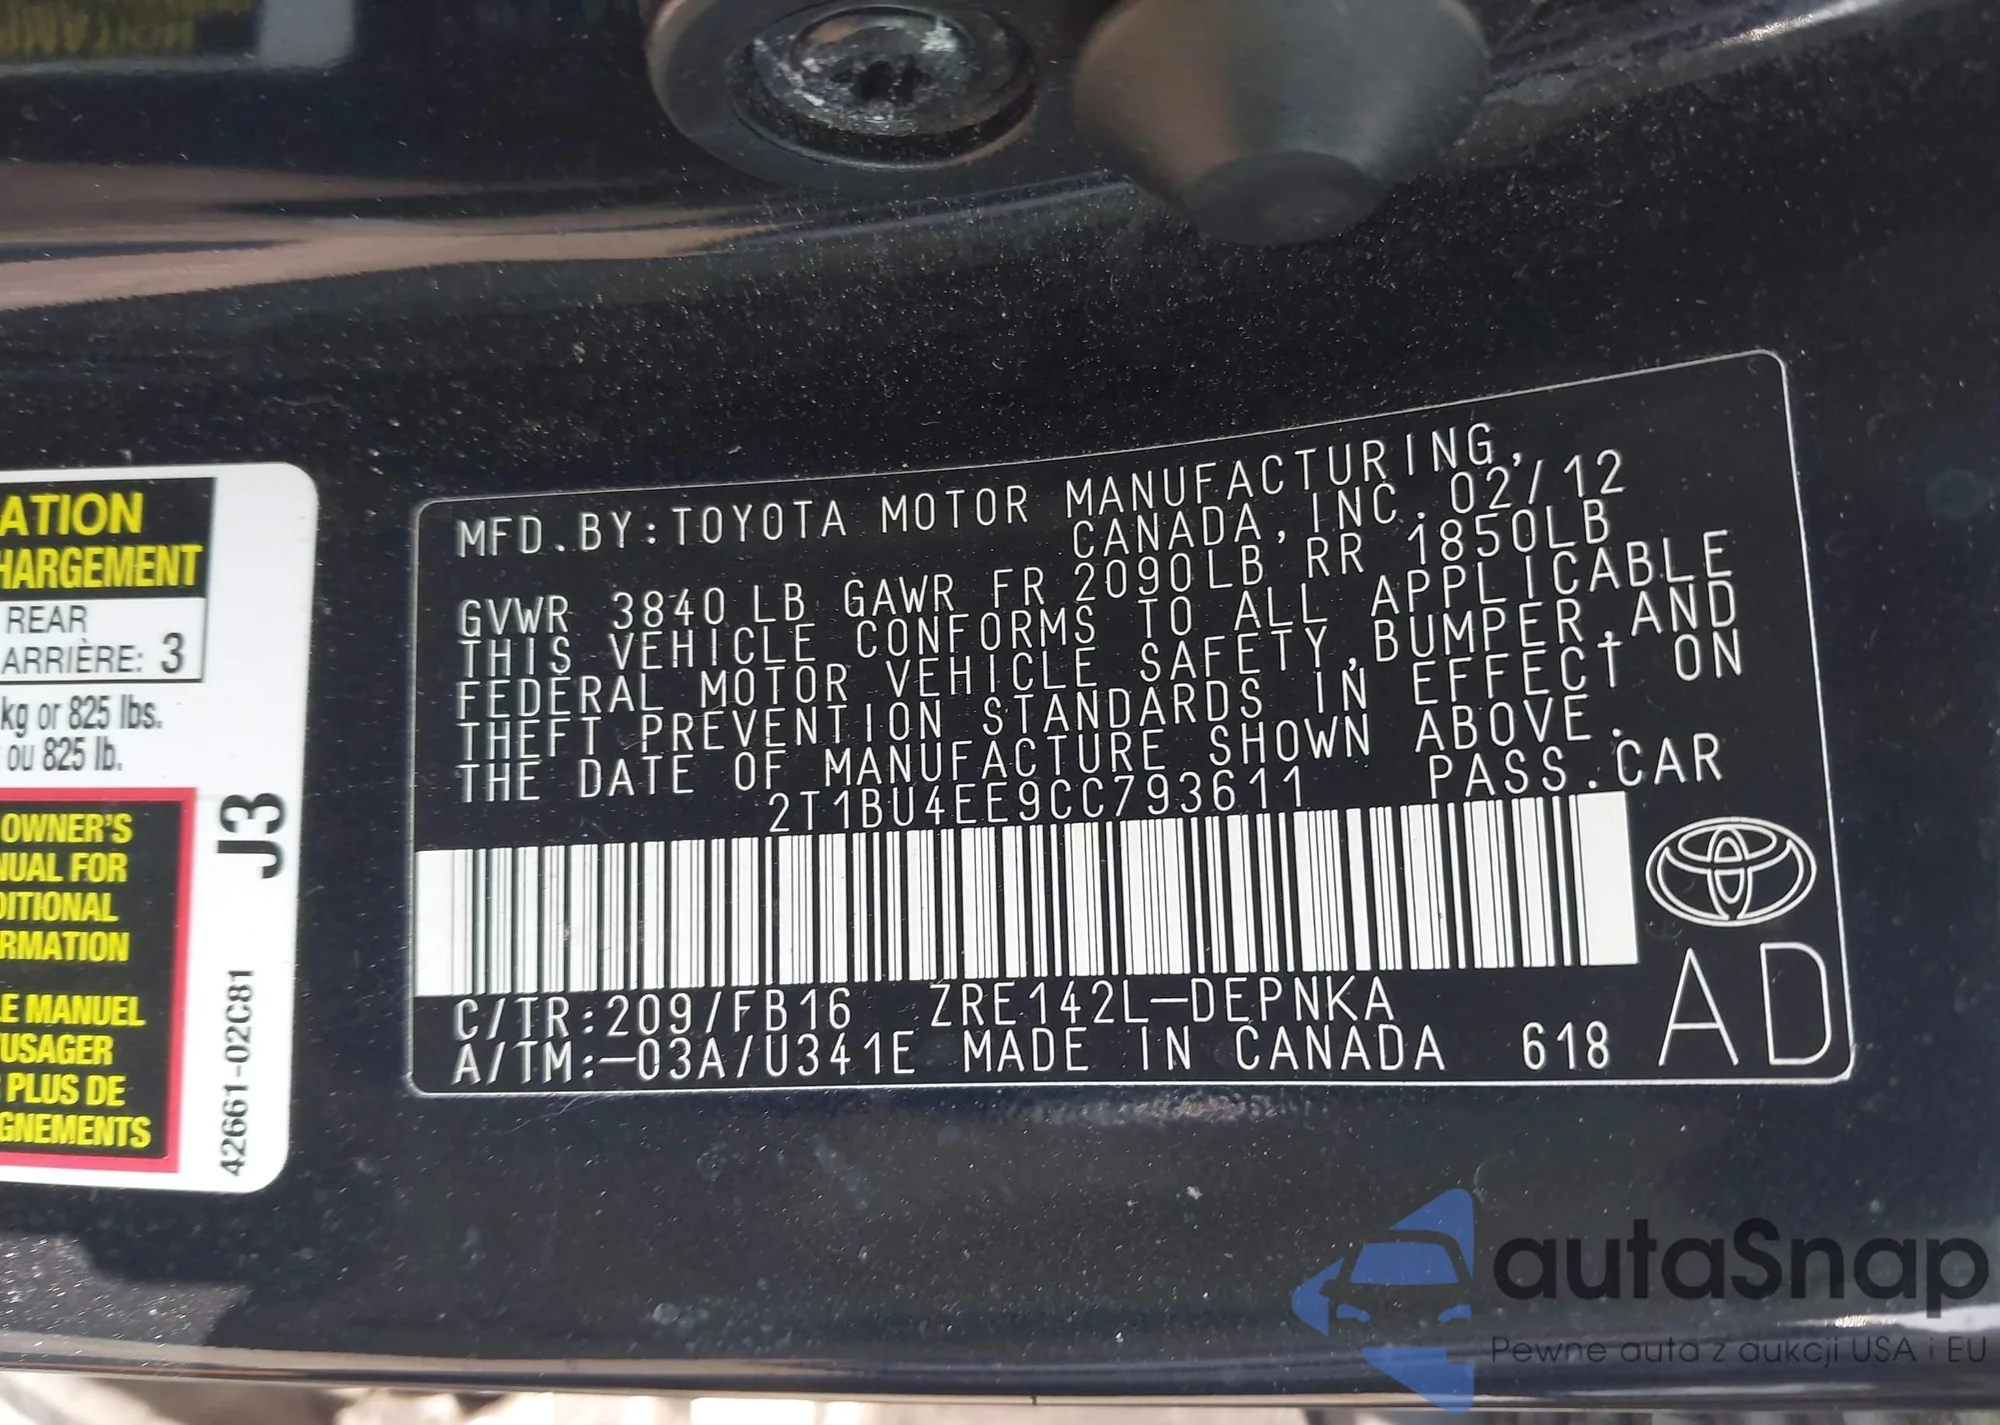 ATION
HARGEMENT
REAR
ARRIÈRE: 3
kg or 825 lbs.
ou 825 lb.
OWNER'S
NUAL FOR
DITIONAL
RMATION
LE MANUEL
'USAGER
PLUS DE
GNEMENTS
J3
42661-02C81
MFD.BY:TOYOTA MOTOR MANUFACTURING,
CANADA, INC. 02/12
GVWR 3840LB GAWR FR 2090LB RR 1850LB
THIS VEHICLE CONFORMS TO ALL APPLICABLE
FEDERAL MOTOR VEHICLE SAFETY,BUMPER,AND
THEFT PREVENTION STANDARDS IN EFFECT ON
THE DATE OF MANUFACTURE SHOWN ABOVE.
2T1BU4EE9CC793611 PASS.CAR
C/TR:209/FB16 ZRE142L-DEPNKA
A/TM:-03A/U341E MADE IN CANADA 618
AD
autaSnap
Pewne auta z aukcji USA i EU